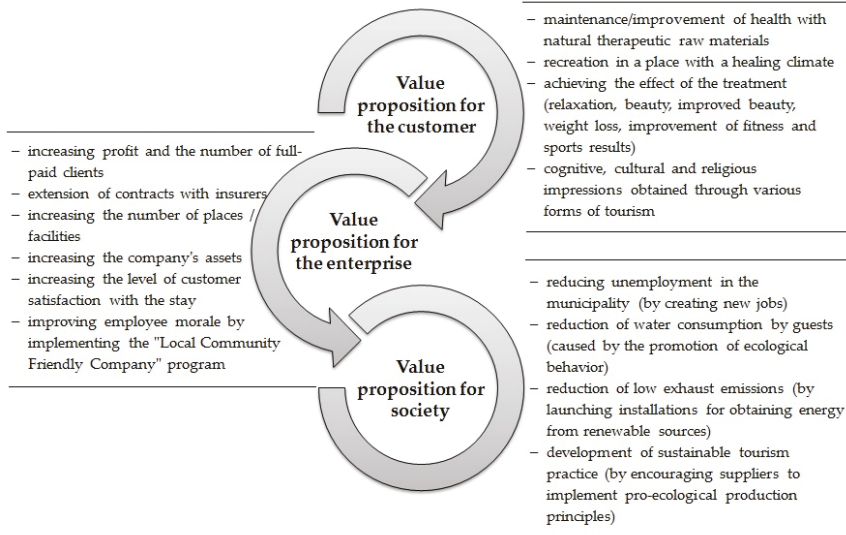 Value
proposition for
the customer
– maintenance/improvement of health with
natural therapeutic raw materials
– recreation in a place with a healing climate
– achieving the effect of the treatment
(relaxation, beauty, improved beauty,
weight loss, improvement of fitness and
sports results)
– cognitive, cultural and religious
impressions obtained through various
forms of tourism
– increasing profit and the number of full-
paid clients
– extension of contracts with insurers
– increasing the number of places /
facilities
– increasing the company's assets
– increasing the level of customer
satisfaction with the stay
– improving employee morale by
implementing the "Local Community
Friendly Company" program
Value
proposition for
the enterprise
Value
proposition for
society
– reducing unemployment in the
municipality (by creating new jobs)
– reduction of water consumption by guests
(caused by the promotion of ecological
behavior)
– reduction of low exhaust emissions (by
launching installations for obtaining energy
from renewable sources)
– development of sustainable tourism
practice (by encouraging suppliers to
implement pro-ecological production
principles)